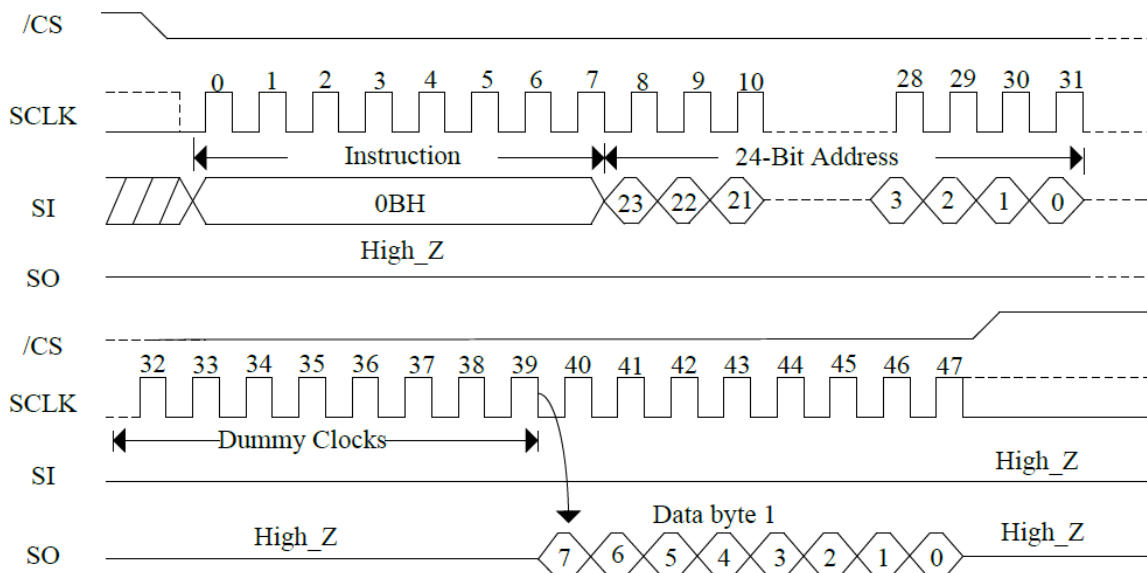 /CS
0 1 2 3 4 5 6 7 8 9 10 28 29 30 31
SCLK
Instruction 24-Bit Address
SI 0BH 23 22 21 3 2 1 0
High_Z
SO
/CS
32 33 34 35 36 37 38 39 40 41 42 43 44 45 46 47
SCLK
Dummy Clocks
SI High_Z
Data byte 1
SO High_Z 7 6 5 4 3 2 1 0 High_Z